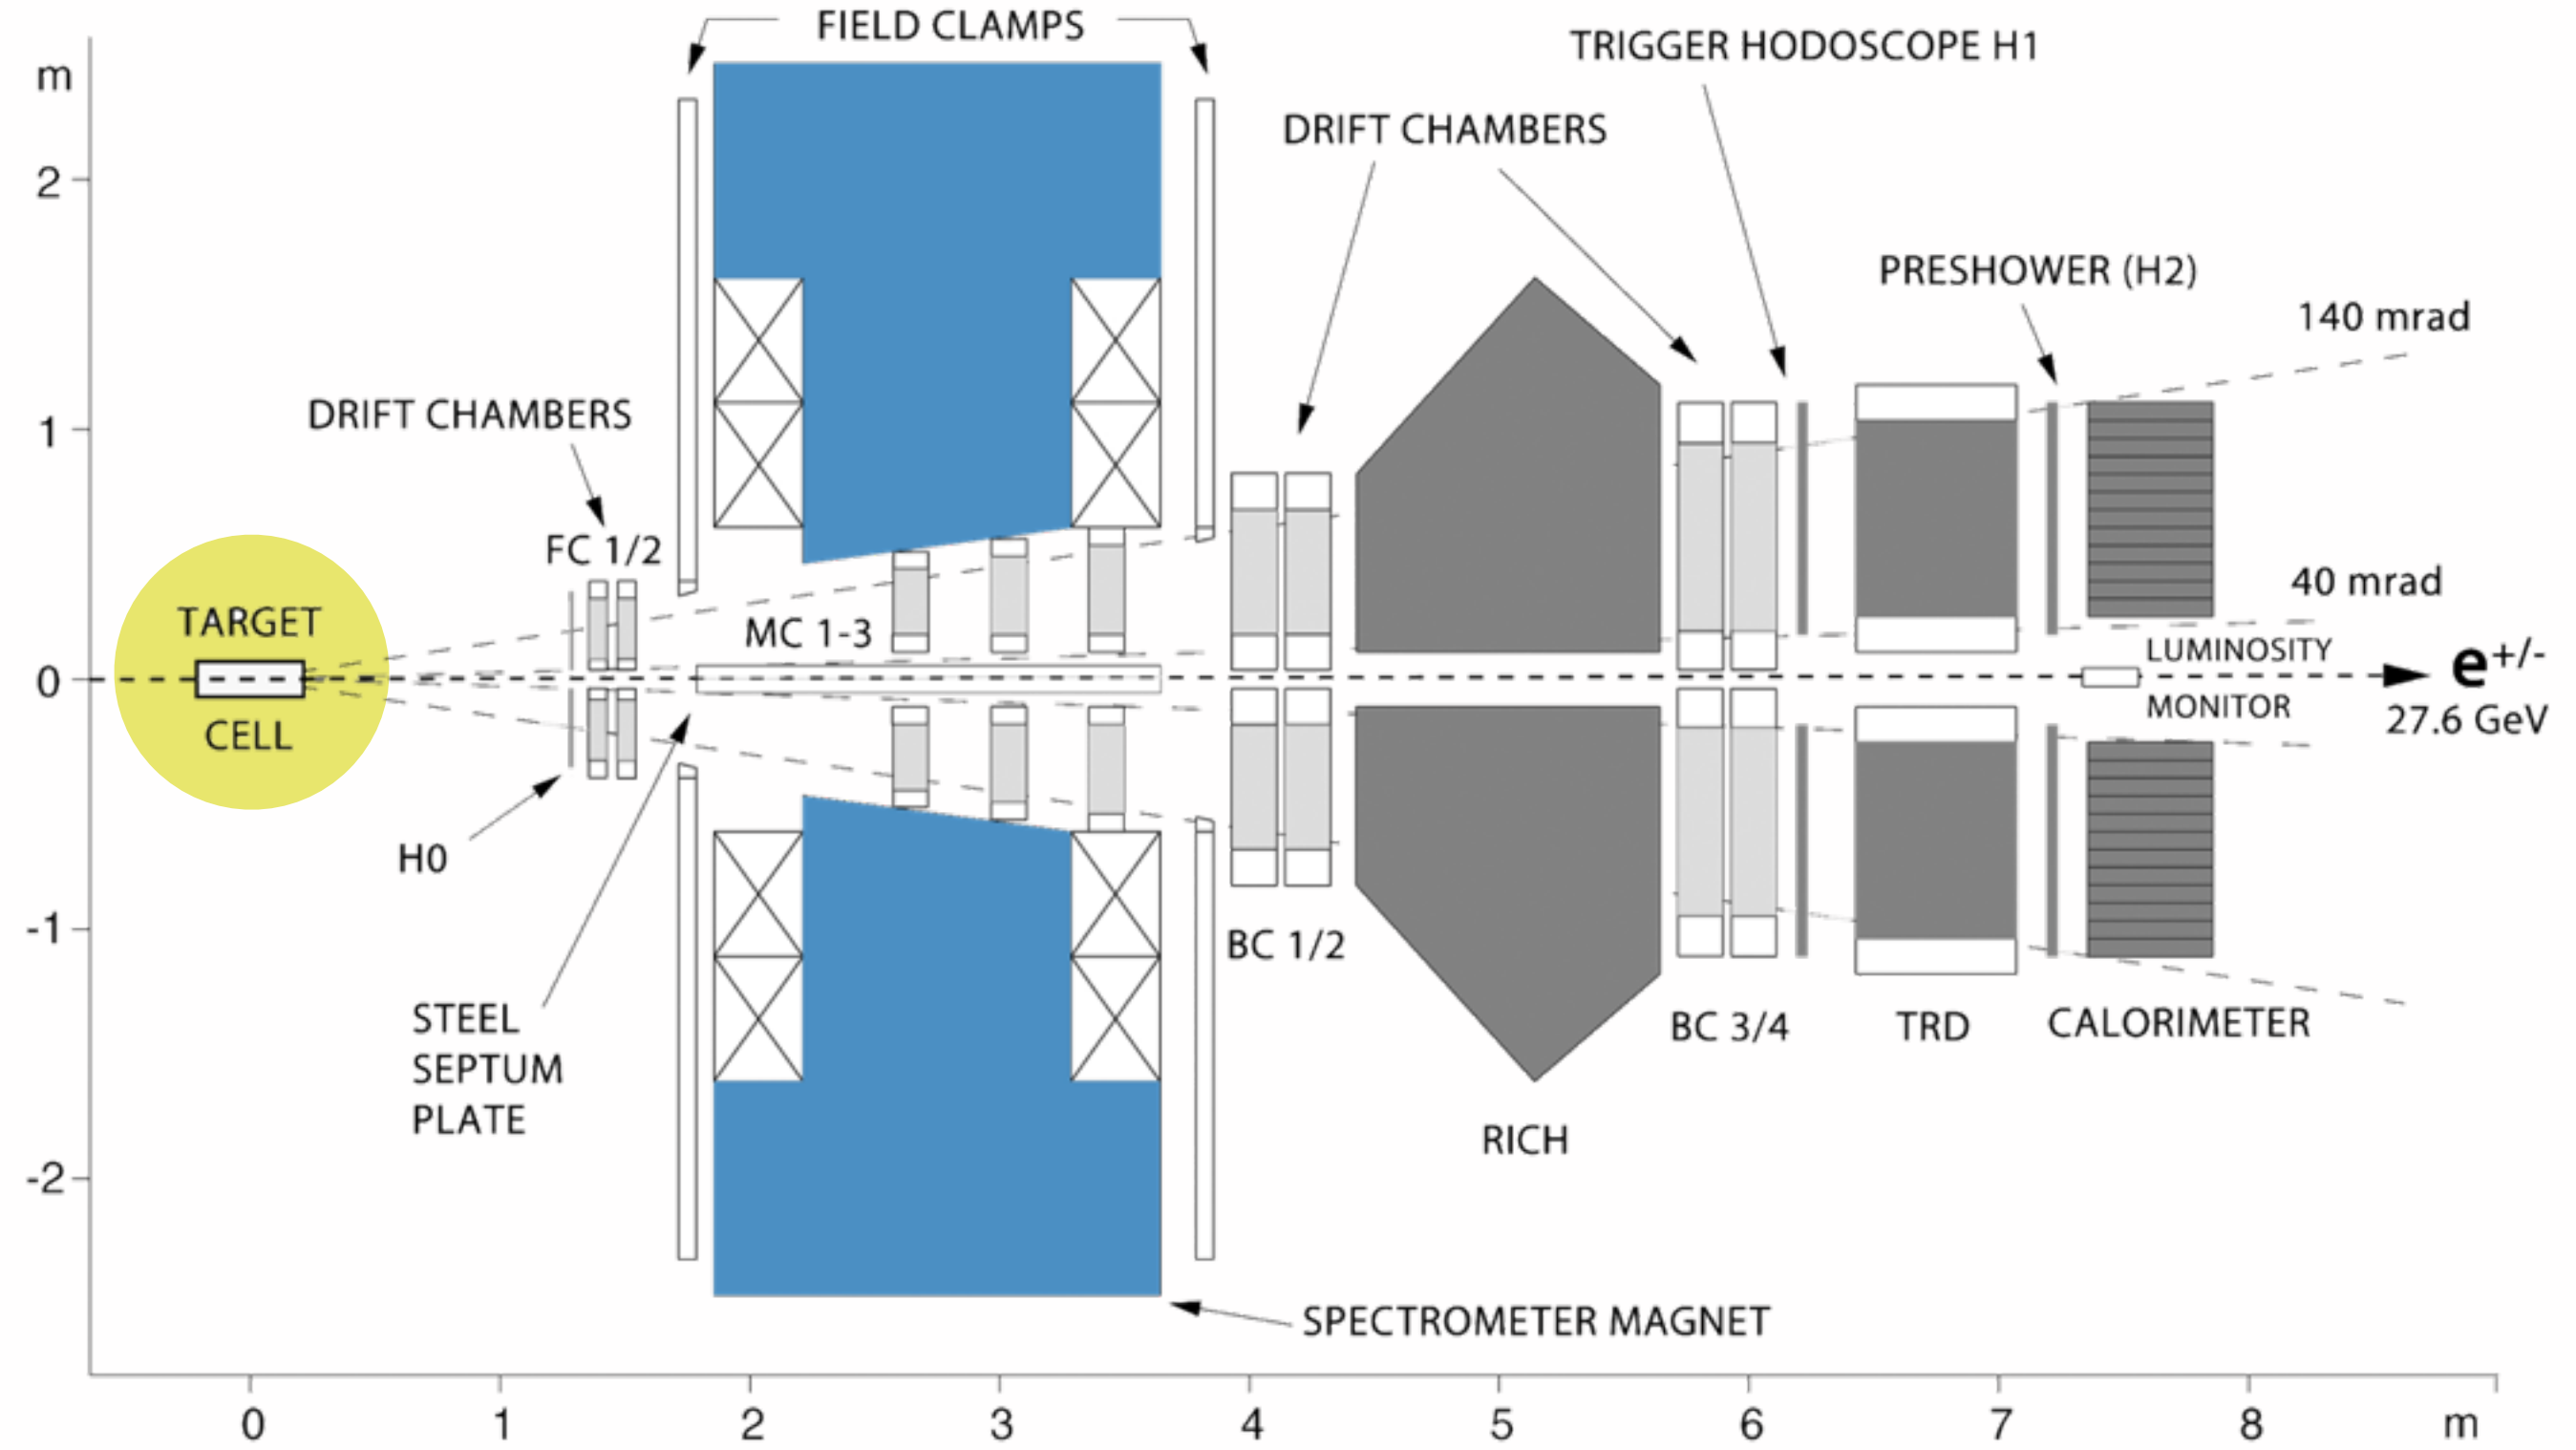 FIELD CLAMPS
TRIGGER HODOSCOPE H1
m
DRIFT CHAMBERS
2
PRESHOWER (H2)
140 mrad
DRIFT CHAMBERS
1
FC 1/2
40 mrad
TARGET
MC 1-3
LUMINOSITY
0
e+/-
CELL
MONITOR
27.6 GeV
H0
-1
BC 1/2
STEEL
SEPTUM
PLATE
BC 3/4
TRD
CALORIMETER
RICH
-2
SPECTROMETER MAGNET
0 1 2 3 4 5 6 7 8 m